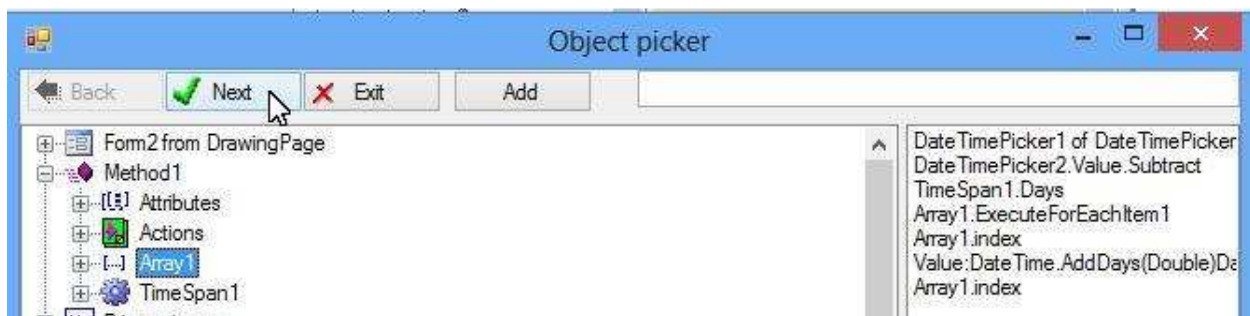 Object picker
Back Next Exit Add
Form2 from DrawingPage
Method1
Attributes
Actions
Array1
TimeSpan1
DateTimePicker1 of DateTimePicker
DateTimePicker2.Value.Subtract
TimeSpan1.Days
Array1.ExecuteForEachItem1
Array1.index
Value:DateTime.AddDays(Double)Da
Array1.index